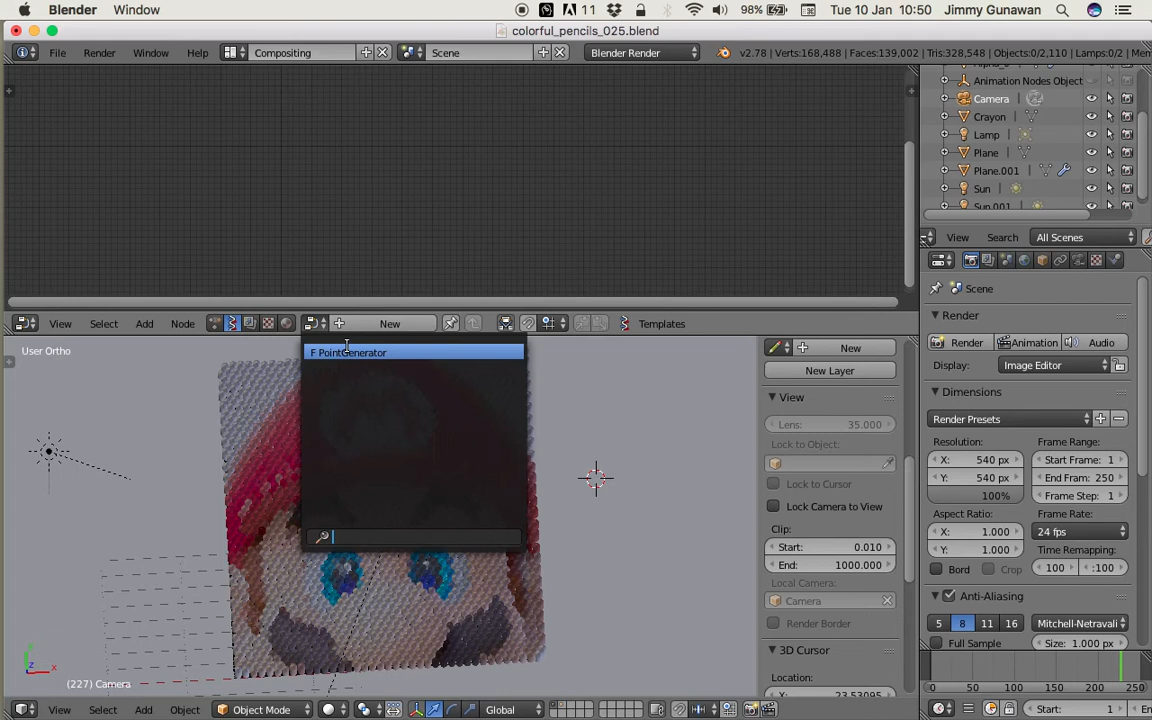 Blender Window 11 98% Tue 10 Jan 10:50 Jimmy Gunawan
colorful_pencils_025.blend
File Render Window Help Compositing Scene Blender Render v2.78 | Verts:168,488 | Faces:139,002 | Tris:328,548 | Objects:0/2,110 | Lamps:0/2 |
Animation Nodes Object
Camera
Crayon
Lamp
Plane
Plane.001
Sun
Sun.001
View Search All Scenes
Scene
View Select Add Node New Templates
User Ortho
F PointGenerator
(227) Camera
View Select Add Object Object Mode Global
New
New Layer
View
Lens: 35.000
Lock to Object:
Lock to Cursor
Lock Camera to View
Clip:
Start: 0.010
End: 1000.000
Local Camera:
Camera
Render Border
3D Cursor
Location:
X: 23.53095
Render
Render Animation Audio
Display: Image Editor
Dimensions
Render Presets
Resolution: Frame Range:
X: 540 px Start Frame: 1
Y: 540 px End Fram: 250
100% Frame Step: 1
Aspect Ratio: Frame Rate:
X: 1.000 24 fps
Y: 1.000 Time Remapping:
Bord Crop 100 :100
Anti-Aliasing
5 8 11 16 Mitchell-Netravali
Full Sample Size: 1.000 px
0 50 100 150 200 250
Start: 1